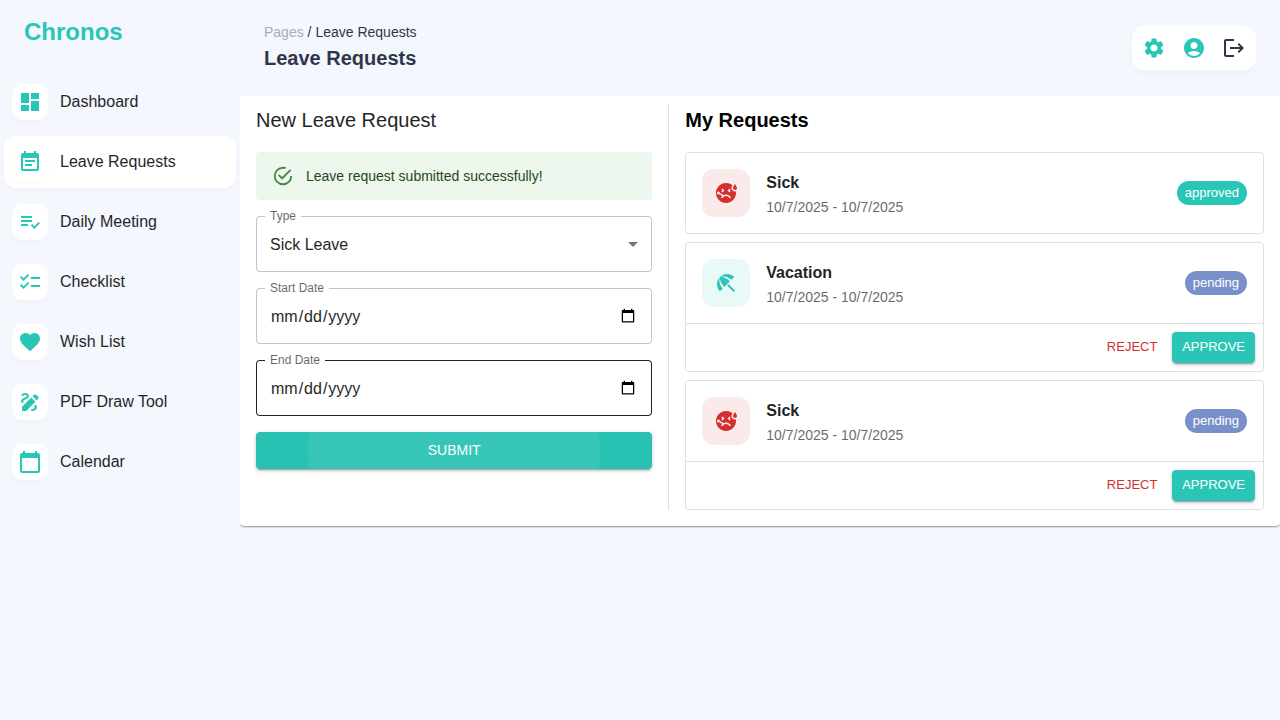 Chronos
Dashboard
Leave Requests
Daily Meeting
Checklist
Wish List
PDF Draw Tool
Calendar
Pages / Leave Requests
Leave Requests
New Leave Request
Leave request submitted successfully!
Type
Sick Leave
Start Date
mm/dd/yyyy
End Date
mm/dd/yyyy
SUBMIT
My Requests
Sick
10/7/2025 - 10/7/2025
approved
Vacation
10/7/2025 - 10/7/2025
pending
REJECT APPROVE
Sick
10/7/2025 - 10/7/2025
pending
REJECT APPROVE